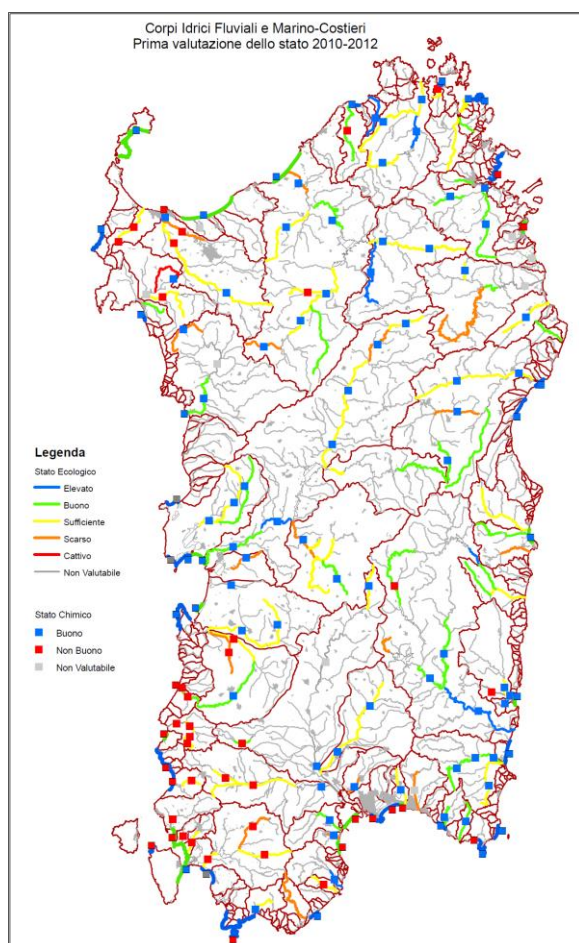 Corpi Idrici Fluviali e Marino-Costieri
Prima valutazione dello stato 2010-2012
Legenda
Stato Ecologico
Elevato
Buono
Sufficiente
Scarso
Cattivo
Non Valutabile
Stato Chimico
Buono
Non Buono
Non Valutabile